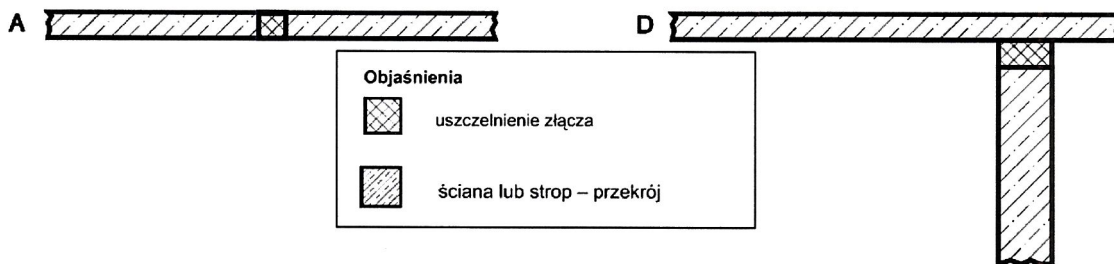 A
D
Objaśnienia
uszczelnienie złącza
ściana lub strop – przekrój